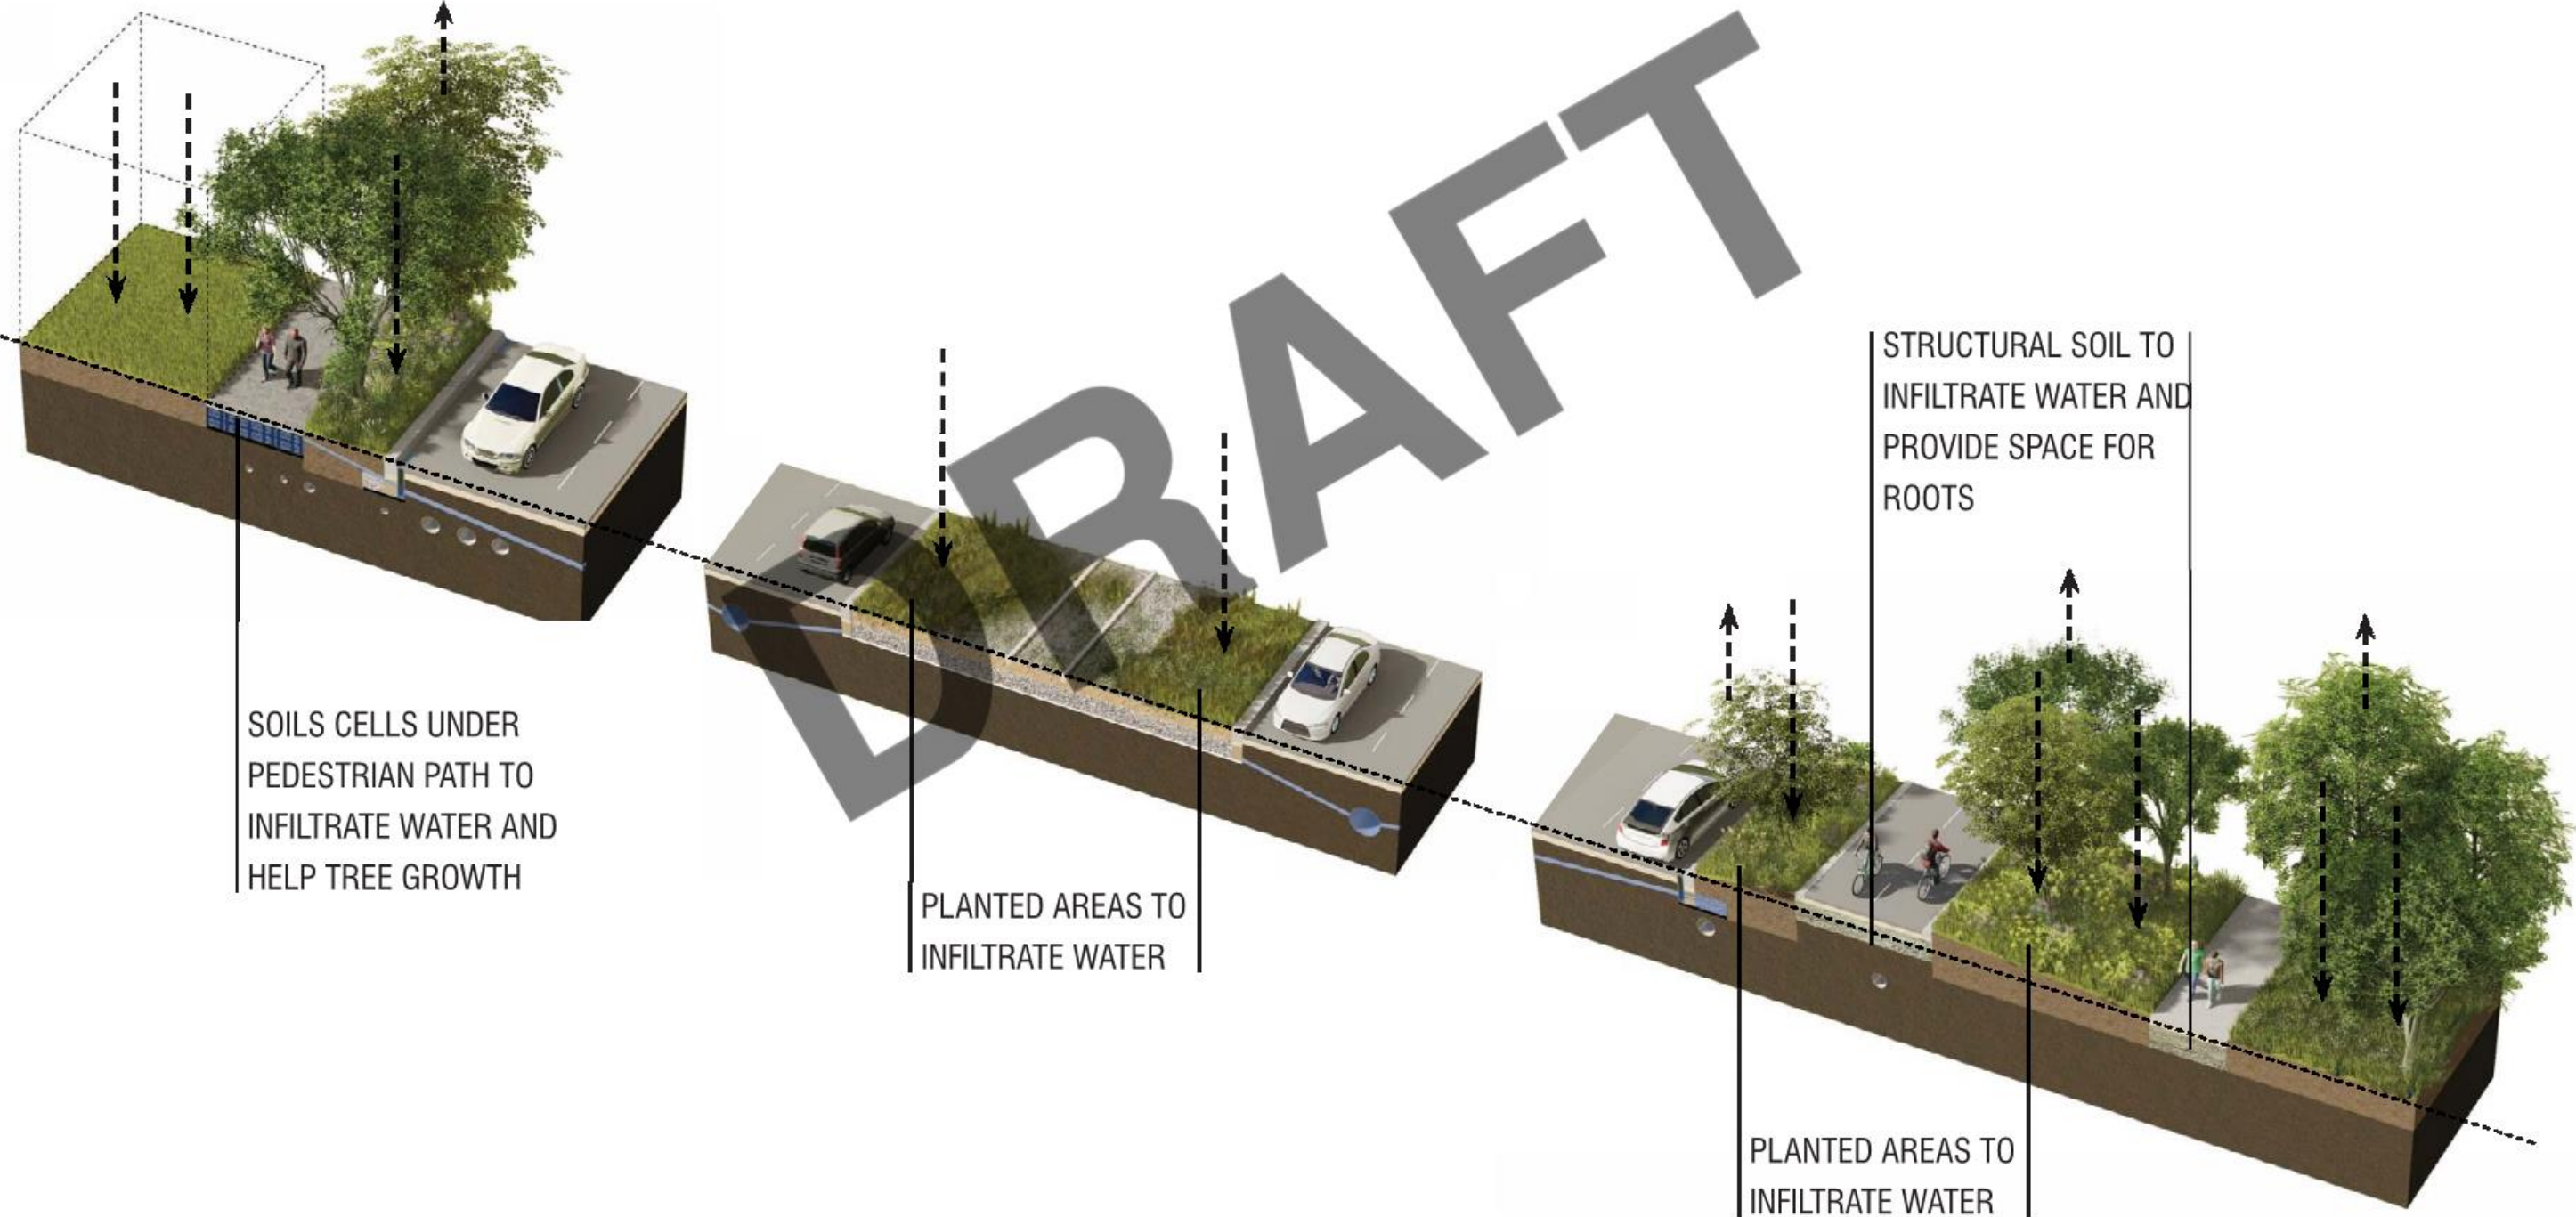 DRAFT
STRUCTURAL SOIL TO
INFILTRATE WATER AND
PROVIDE SPACE FOR
ROOTS
SOILS CELLS UNDER
PEDESTRIAN PATH TO
INFILTRATE WATER AND
HELP TREE GROWTH
PLANTED AREAS TO
INFILTRATE WATER
PLANTED AREAS TO
INFILTRATE WATER